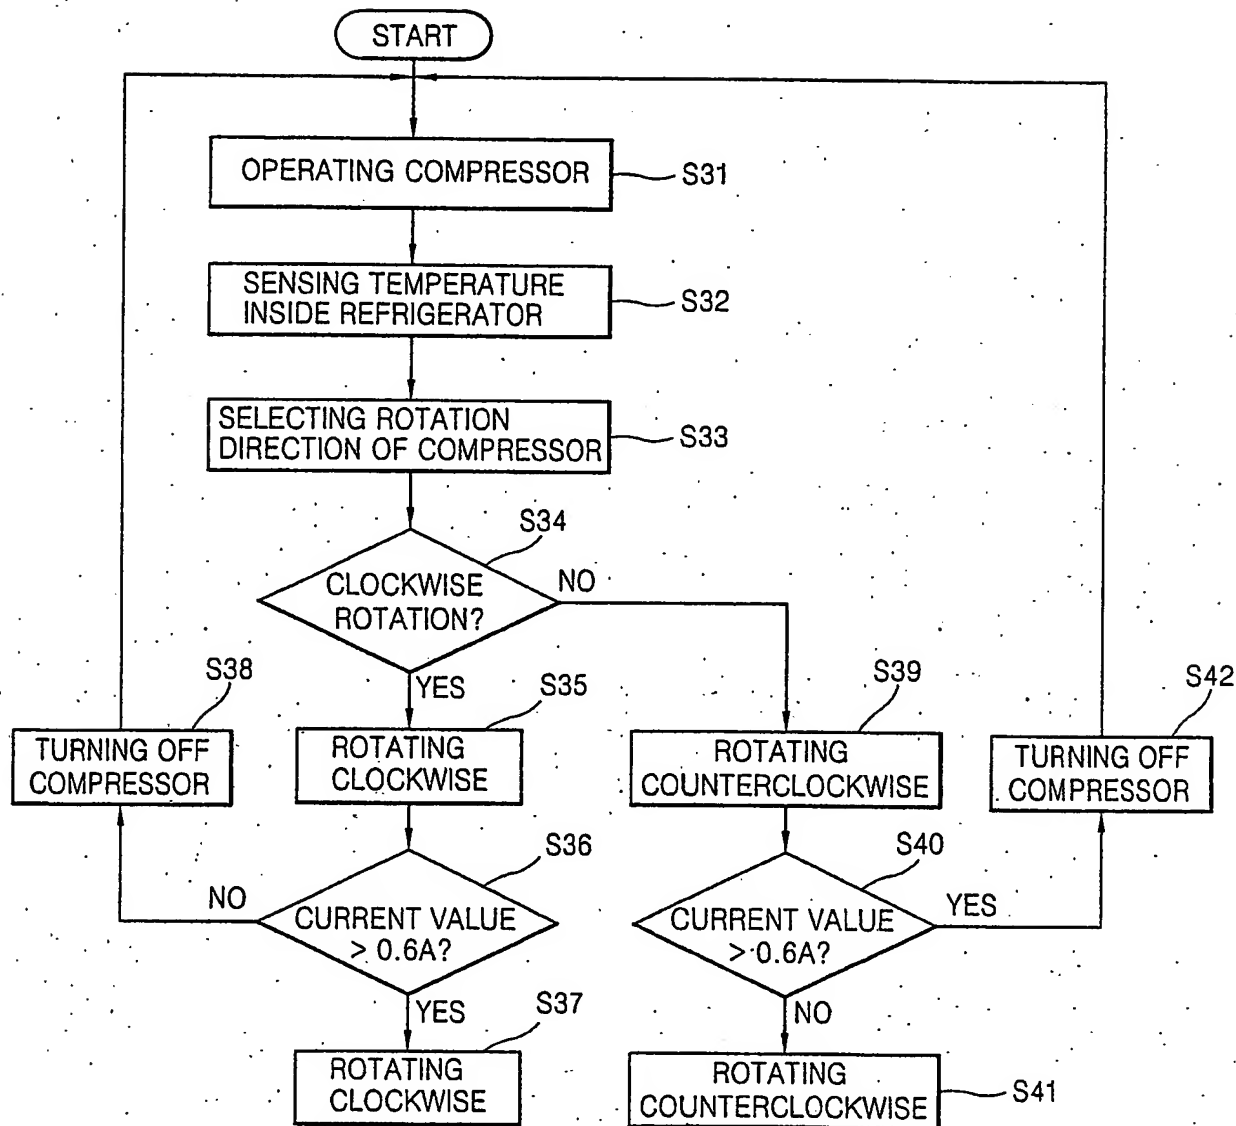 START
OPERATING COMPRESSOR
S31
SENSING TEMPERATURE
INSIDE REFRIGERATOR
S32
SELECTING ROTATION
DIRECTION OF COMPRESSOR
S33
S34
CLOCKWISE
ROTATION?
NO
YES
S38
TURNING OFF
COMPRESSOR
S35
ROTATING
CLOCKWISE
S39
ROTATING
COUNTERCLOCKWISE
S42
TURNING OFF
COMPRESSOR
S36
NO
CURRENT VALUE
> 0.6A?
YES
S40
CURRENT VALUE
> 0.6A?
YES
NO
S37
ROTATING
CLOCKWISE
ROTATING
COUNTERCLOCKWISE
S41